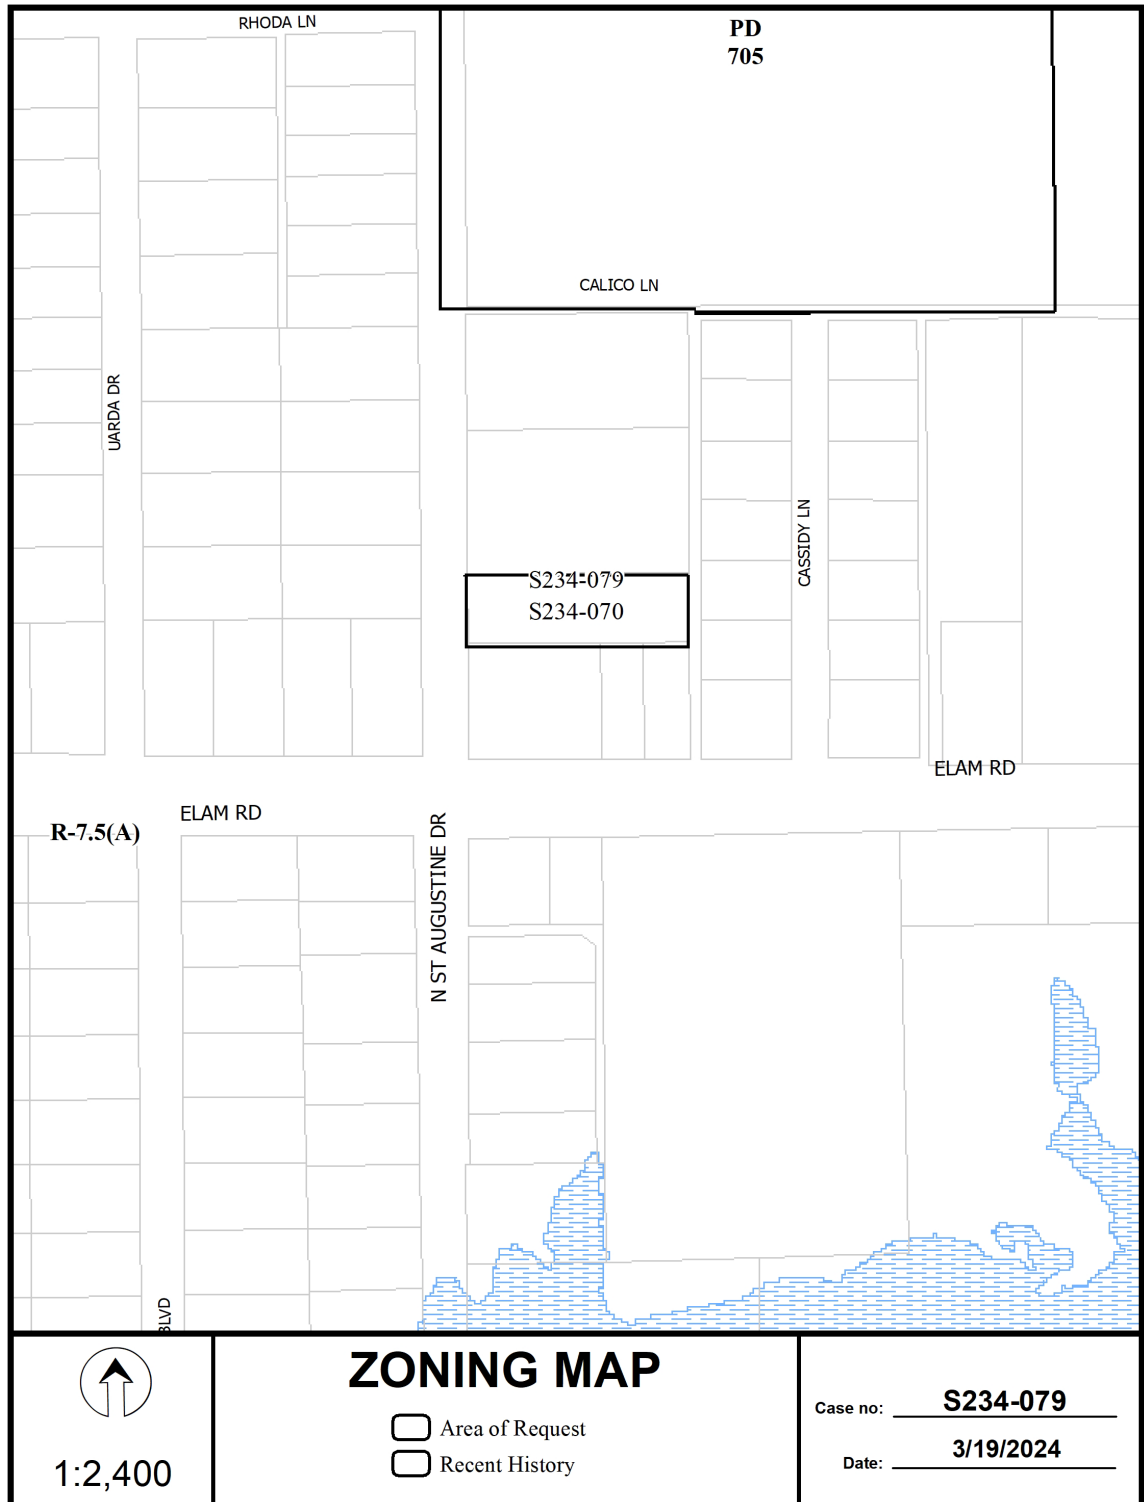 RHODA LN
PD
705
CALICO LN
UARDA DR
CASSIDY LN
S234-079
S234-070
ELAM RD
ELAM RD
R-7.5(A)
N ST AUGUSTINE DR
BLVD
ZONING MAP
Area of Request
Recent History
1:2,400
Case no: S234-079
Date: 3/19/2024